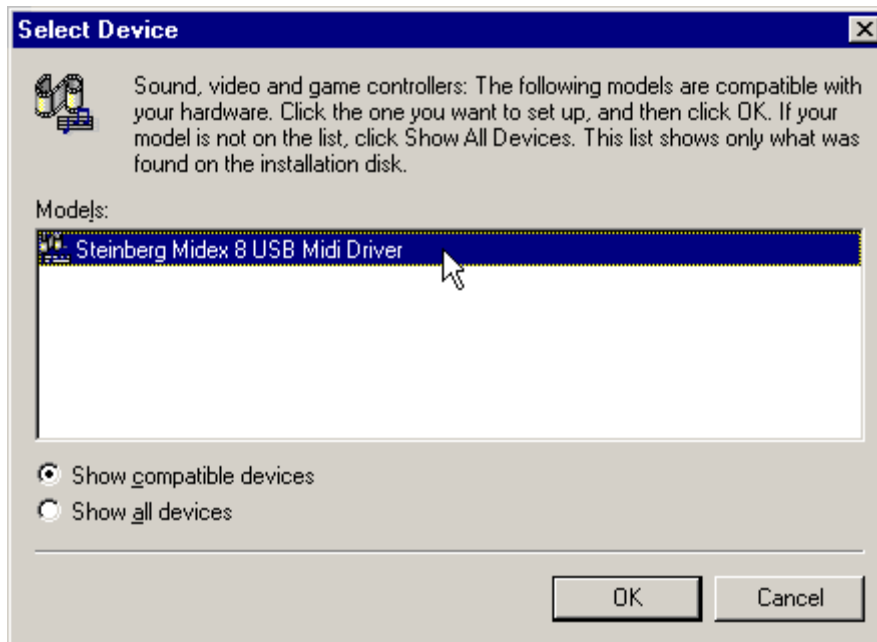 Select Device
Sound, video and game controllers: The following models are compatible with
your hardware. Click the one you want to set up, and then click OK. If your
model is not on the list, click Show All Devices. This list shows only what was
found on the installation disk.
Models:
Steinberg Midex 8 USB Midi Driver
Show compatible devices
Show all devices
OK Cancel